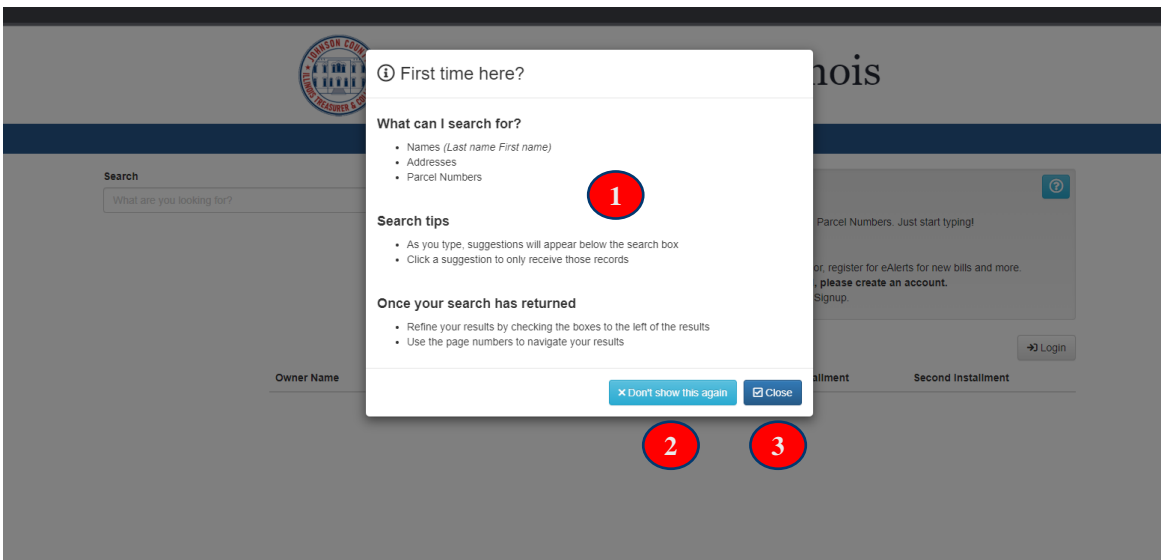 JOHNSON COU
ILLINOIS TREASURER &
nois
First time here?
What can I search for?
Names (Last name First name)
Addresses
Parcel Numbers
1
Search
What are you looking for?
Parcel Numbers. Just start typing!
Search tips
As you type, suggestions will appear below the search box
Click a suggestion to only receive those records
or, register for eAlerts for new bills and more.
, please create an account.
Signup.
Once your search has returned
Refine your results by checking the boxes to the left of the results
Use the page numbers to navigate your results
Login
Owner Name
allment
Second Installment
Don't show this again
Close
2
3